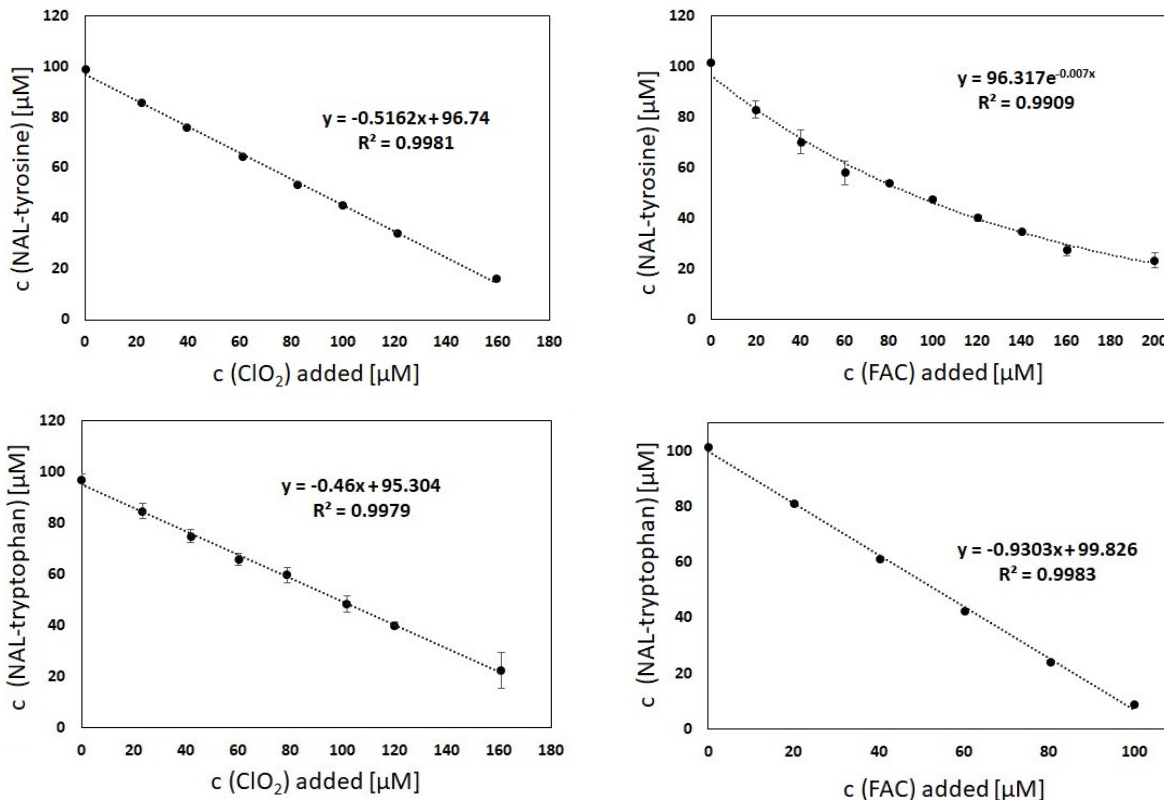 120
100
80
60
40
20
0
c (NAL-tyrosine) [µM]
y = -0.5162x + 96.74
R² = 0.9981
0 20 40 60 80 100 120 140 160 180
c (ClO₂) added [µM]
120
100
80
60
40
20
0
c (NAL-tyrosine) [µM]
y = 96.317e⁻⁰·⁰⁰⁷ˣ
R² = 0.9909
0 20 40 60 80 100 120 140 160 180 200
c (FAC) added [µM]
120
100
80
60
40
20
0
c (NAL-tryptophan) [µM]
y = -0.46x + 95.304
R² = 0.9979
0 20 40 60 80 100 120 140 160 180
c (ClO₂) added [µM]
100
80
60
40
20
0
c (NAL-tryptophan) [µM]
y = -0.9303x + 99.826
R² = 0.9983
0 20 40 60 80 100
c (FAC) added [µM]